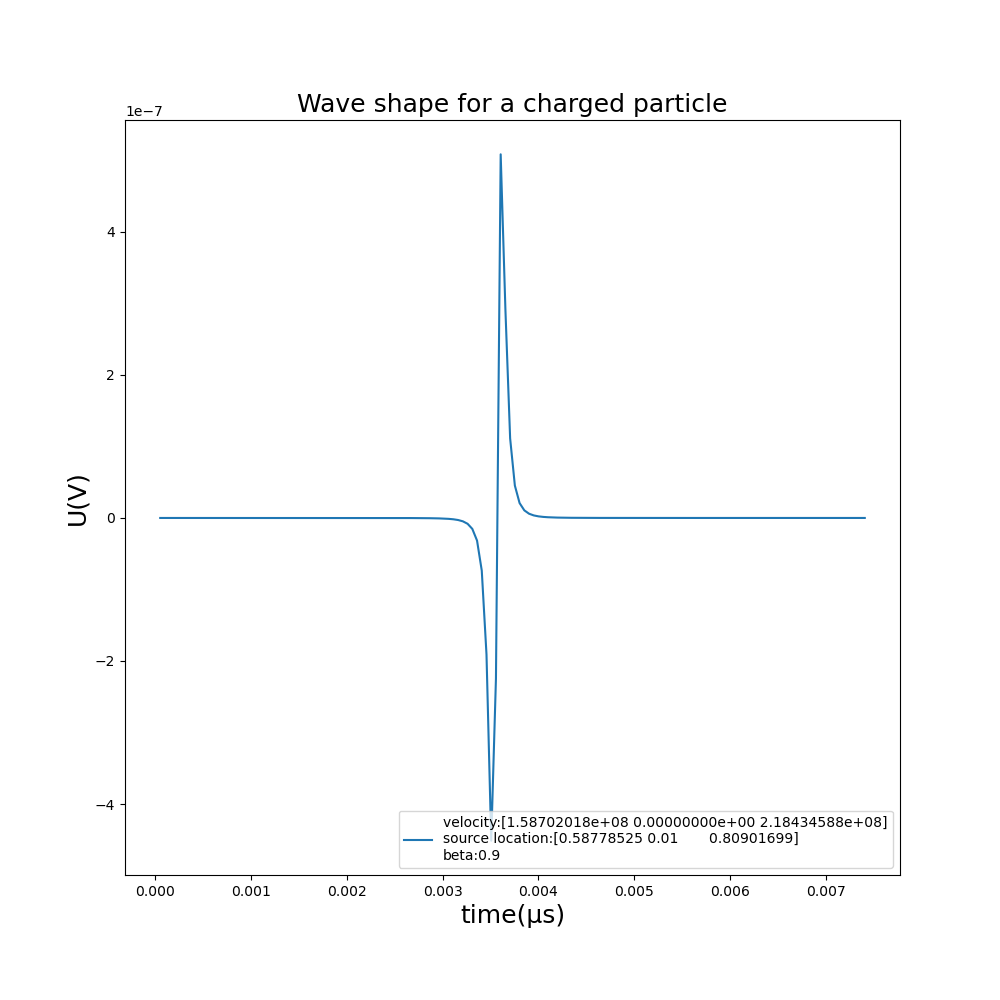 Wave shape for a charged particle
1e−7
U(V)
4
2
0
−2
−4
velocity:[1.58702018e+08 0.00000000e+00 2.18434588e+08]
source location:[0.58778525 0.01       0.80901699]
beta:0.9
0.000 0.001 0.002 0.003 0.004 0.005 0.006 0.007
time(μs)